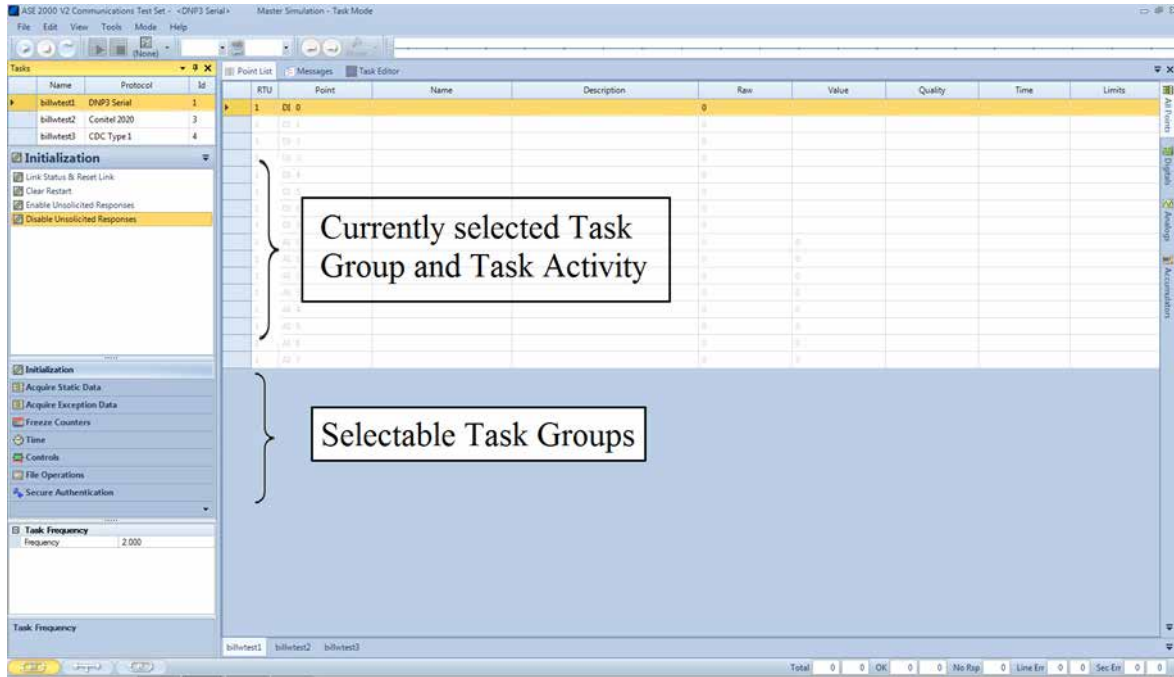 ASE 2000 V2 Communications Test Set - <DNP3 Serial> Master Simulation - Task Mode
File Edit View Tools Mode Help
(None)
Tasks
Name Protocol Id
billwtest1 DNP3 Serial 1
billwtest2 Conitel 2020 3
billwtest3 CDC Type 1 4
Initialization
Link Status & Reset Link
Clear Restart
Enable Unsolicited Responses
Disable Unsolicited Responses
Initialization
Acquire Static Data
Acquire Exception Data
Freeze Counters
Time
Controls
File Operations
Secure Authentication
Task Frequency
Frequency 2.000
Task Frequency
Point List Messages Task Editor
RTU Point Name Description Raw Value Quality Time Limits
1 DI 0 0
Currently selected Task
Group and Task Activity
Selectable Task Groups
All Points
Digitals
Analogs
Accumulators
billwtest1 billwtest2 billwtest3
Total 0 0 OK 0 0 No Rsp 0 Line Err 0 0 Sec Err 0 0